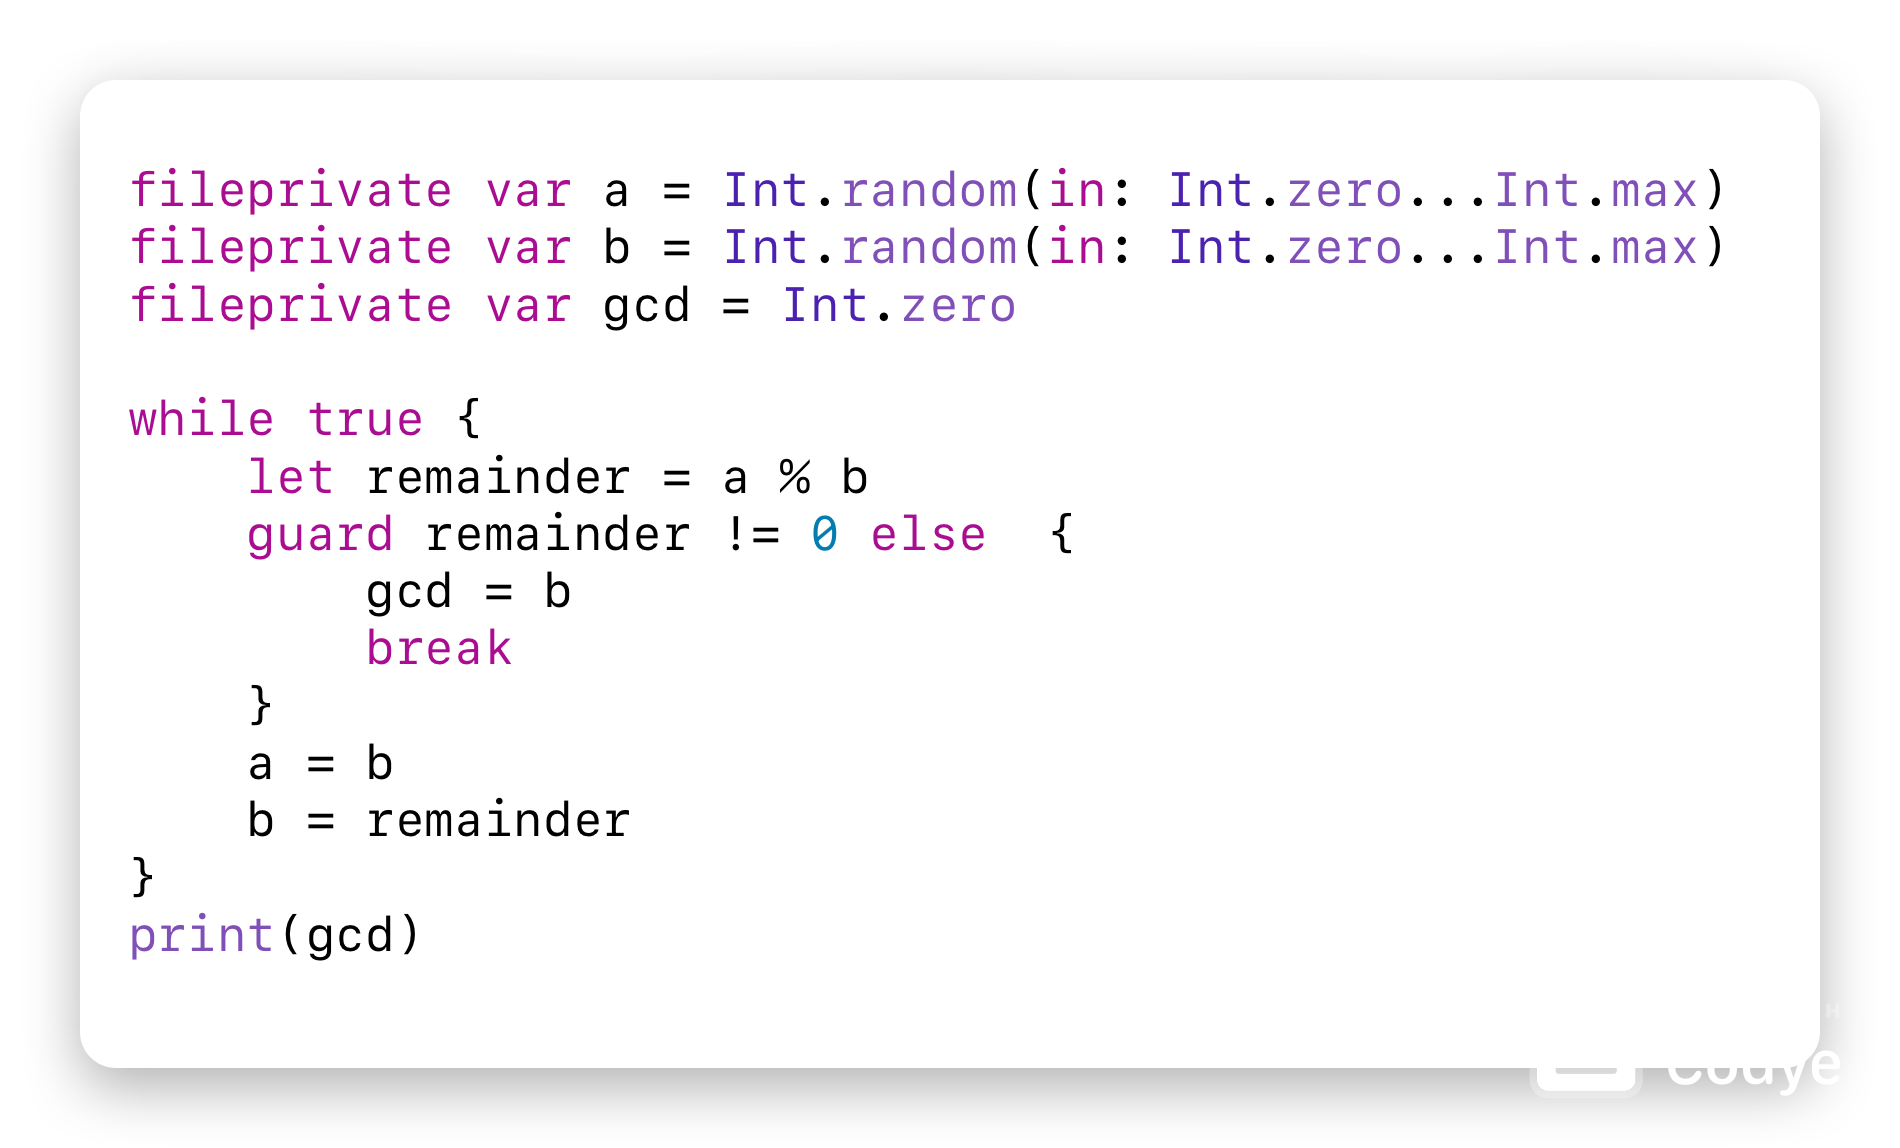 fileprivate var a = Int.random(in: Int.zero...Int.max)
fileprivate var b = Int.random(in: Int.zero...Int.max)
fileprivate var gcd = Int.zero
while true {
    let remainder = a % b
    guard remainder != 0 else  {
        gcd = b
        break
    }
    a = b
    b = remainder
}
print(gcd)
Codye